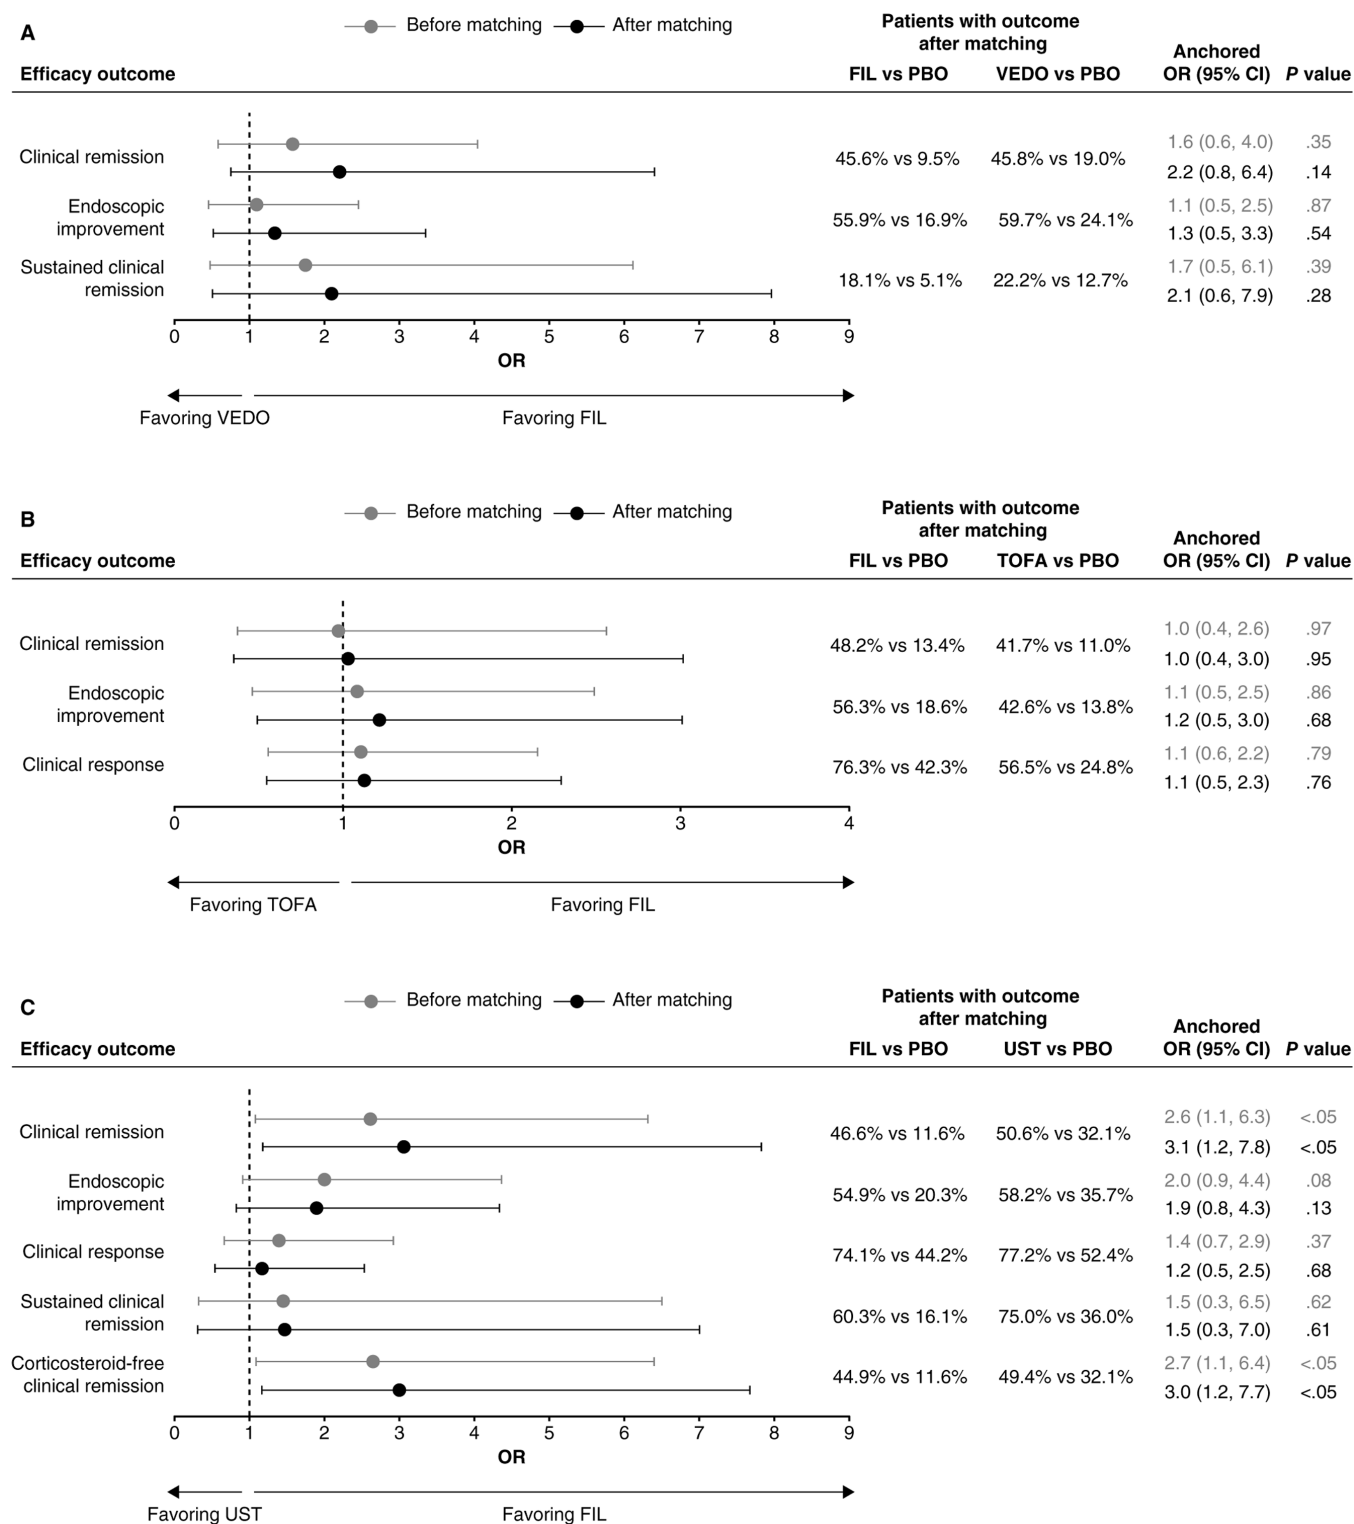 A
Before matching
After matching
Patients with outcome
after matching
Anchored
Efficacy outcome
FIL vs PBO
VEDO vs PBO
OR (95% CI)
P value
Clinical remission
45.6% vs 9.5%
45.8% vs 19.0%
1.6 (0.6, 4.0)
.35
2.2 (0.8, 6.4)
.14
Endoscopic
improvement
55.9% vs 16.9%
59.7% vs 24.1%
1.1 (0.5, 2.5)
.87
1.3 (0.5, 3.3)
.54
Sustained clinical
remission
18.1% vs 5.1%
22.2% vs 12.7%
1.7 (0.5, 6.1)
.39
2.1 (0.6, 7.9)
.28
0 1 2 3 4 5 6 7 8 9
OR
Favoring VEDO
Favoring FIL
B
Before matching
After matching
Patients with outcome
after matching
Anchored
Efficacy outcome
FIL vs PBO
TOFA vs PBO
OR (95% CI)
P value
Clinical remission
48.2% vs 13.4%
41.7% vs 11.0%
1.0 (0.4, 2.6)
.97
1.0 (0.4, 3.0)
.95
Endoscopic
improvement
56.3% vs 18.6%
42.6% vs 13.8%
1.1 (0.5, 2.5)
.86
1.2 (0.5, 3.0)
.68
Clinical response
76.3% vs 42.3%
56.5% vs 24.8%
1.1 (0.6, 2.2)
.79
1.1 (0.5, 2.3)
.76
0 1 2 3 4
OR
Favoring TOFA
Favoring FIL
C
Before matching
After matching
Patients with outcome
after matching
Anchored
Efficacy outcome
FIL vs PBO
UST vs PBO
OR (95% CI)
P value
Clinical remission
46.6% vs 11.6%
50.6% vs 32.1%
2.6 (1.1, 6.3)
<.05
3.1 (1.2, 7.8)
<.05
Endoscopic
improvement
54.9% vs 20.3%
58.2% vs 35.7%
2.0 (0.9, 4.4)
.08
1.9 (0.8, 4.3)
.13
Clinical response
74.1% vs 44.2%
77.2% vs 52.4%
1.4 (0.7, 2.9)
.37
1.2 (0.5, 2.5)
.68
Sustained clinical
remission
60.3% vs 16.1%
75.0% vs 36.0%
1.5 (0.3, 6.5)
.62
1.5 (0.3, 7.0)
.61
Corticosteroid-free
clinical remission
44.9% vs 11.6%
49.4% vs 32.1%
2.7 (1.1, 6.4)
<.05
3.0 (1.2, 7.7)
<.05
0 1 2 3 4 5 6 7 8 9
OR
Favoring UST
Favoring FIL